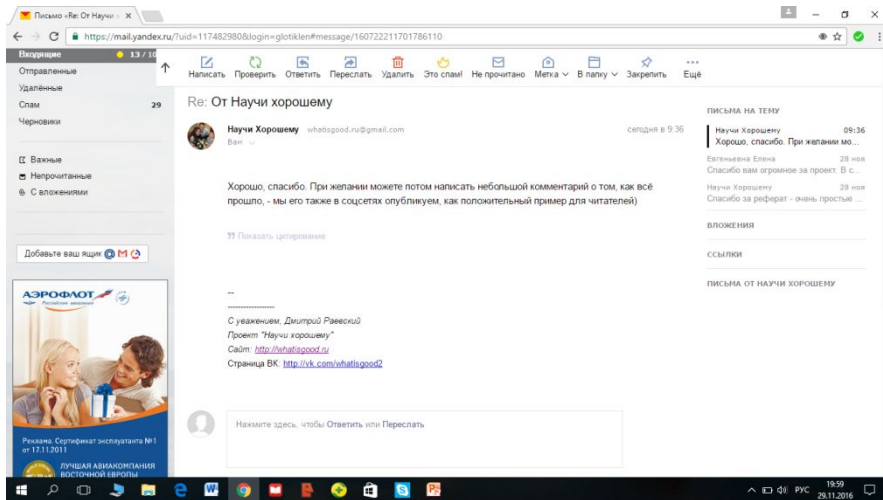 Письмо «Re: От Научи
https://mail.yandex.ru/?uid=117482980&login=glotiklen#message/160722211701786110
Входящие 13 / 10
Отправленные
Удалённые
Спам 29
Черновики
Важные
Непрочитанные
С вложениями
Добавьте ваш ящик
АЭРОФЛОТ
Российские авиалинии
Реклама. Сертификат эксплуатанта №1
от 17.11.2011
ЛУЧШАЯ АВИАКОМПАНИЯ
ВОСТОЧНОЙ ЕВРОПЫ
Написать Проверить Ответить Переслать Удалить Это спам! Не прочитано Метка В папку Закрепить Ещё
Re: От Научи хорошему
Научи Хорошему whatisgood.ru@gmail.com сегодня в 9:36
Вам
Хорошо, спасибо. При желании можете потом написать небольшой комментарий о том, как всё
прошло, - мы его также в соцсетях опубликуем, как положительный пример для читателей)
Показать цитирование
--
-----------------
С уважением, Дмитрий Раевский
Проект "Научи хорошему"
Сайт: http://whatisgood.ru
Страница ВК: http://vk.com/whatisgood2
Нажмите здесь, чтобы Ответить или Переслать
ПИСЬМА НА ТЕМУ
Научи Хорошему 09:36
Хорошо, спасибо. При желании мо...
Евгеньевна Елена 28 ноя
Спасибо вам огромное за проект. В с...
Научи Хорошему 28 ноя
Спасибо за реферат - очень простые ...
ВЛОЖЕНИЯ
ССЫЛКИ
ПИСЬМА ОТ НАУЧИ ХОРОШЕМУ
РУС 19:59
29.11.2016